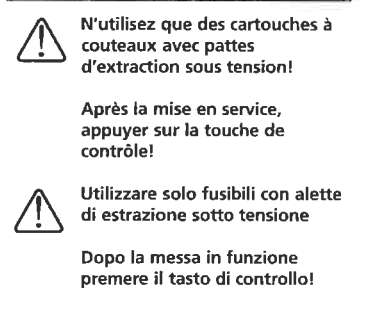 N'utilisez que des cartouches à
couteaux avec pattes
d'extraction sous tension!
Après la mise en service,
appuyer sur la touche de
contrôle!
Utilizzare solo fusibili con alette
di estrazione sotto tensione
Dopo la messa in funzione
premere il tasto di controllo!